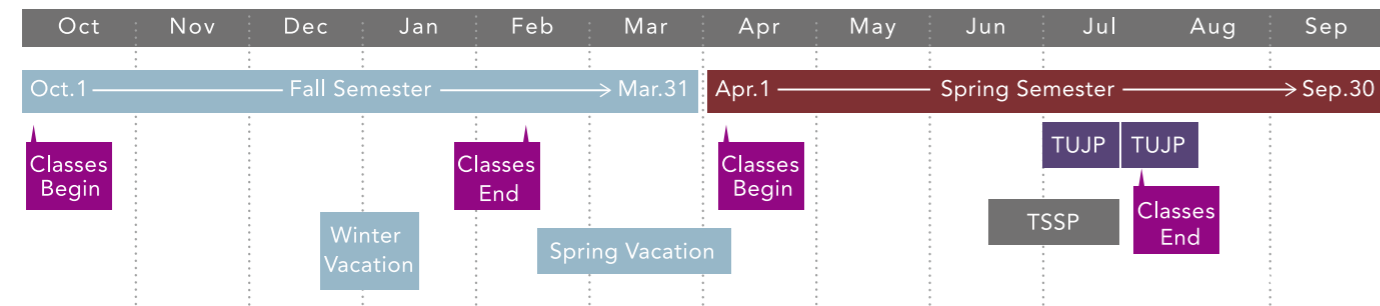 Oct Nov Dec Jan Feb Mar Apr May Jun Jul Aug Sep
Oct.1 Fall Semester Mar.31 Apr.1 Spring Semester Sep.30
TUJP TUJP
Classes
Begin
Classes
End
Classes
Begin
Classes
End
TSSP
Winter
Vacation
Spring Vacation